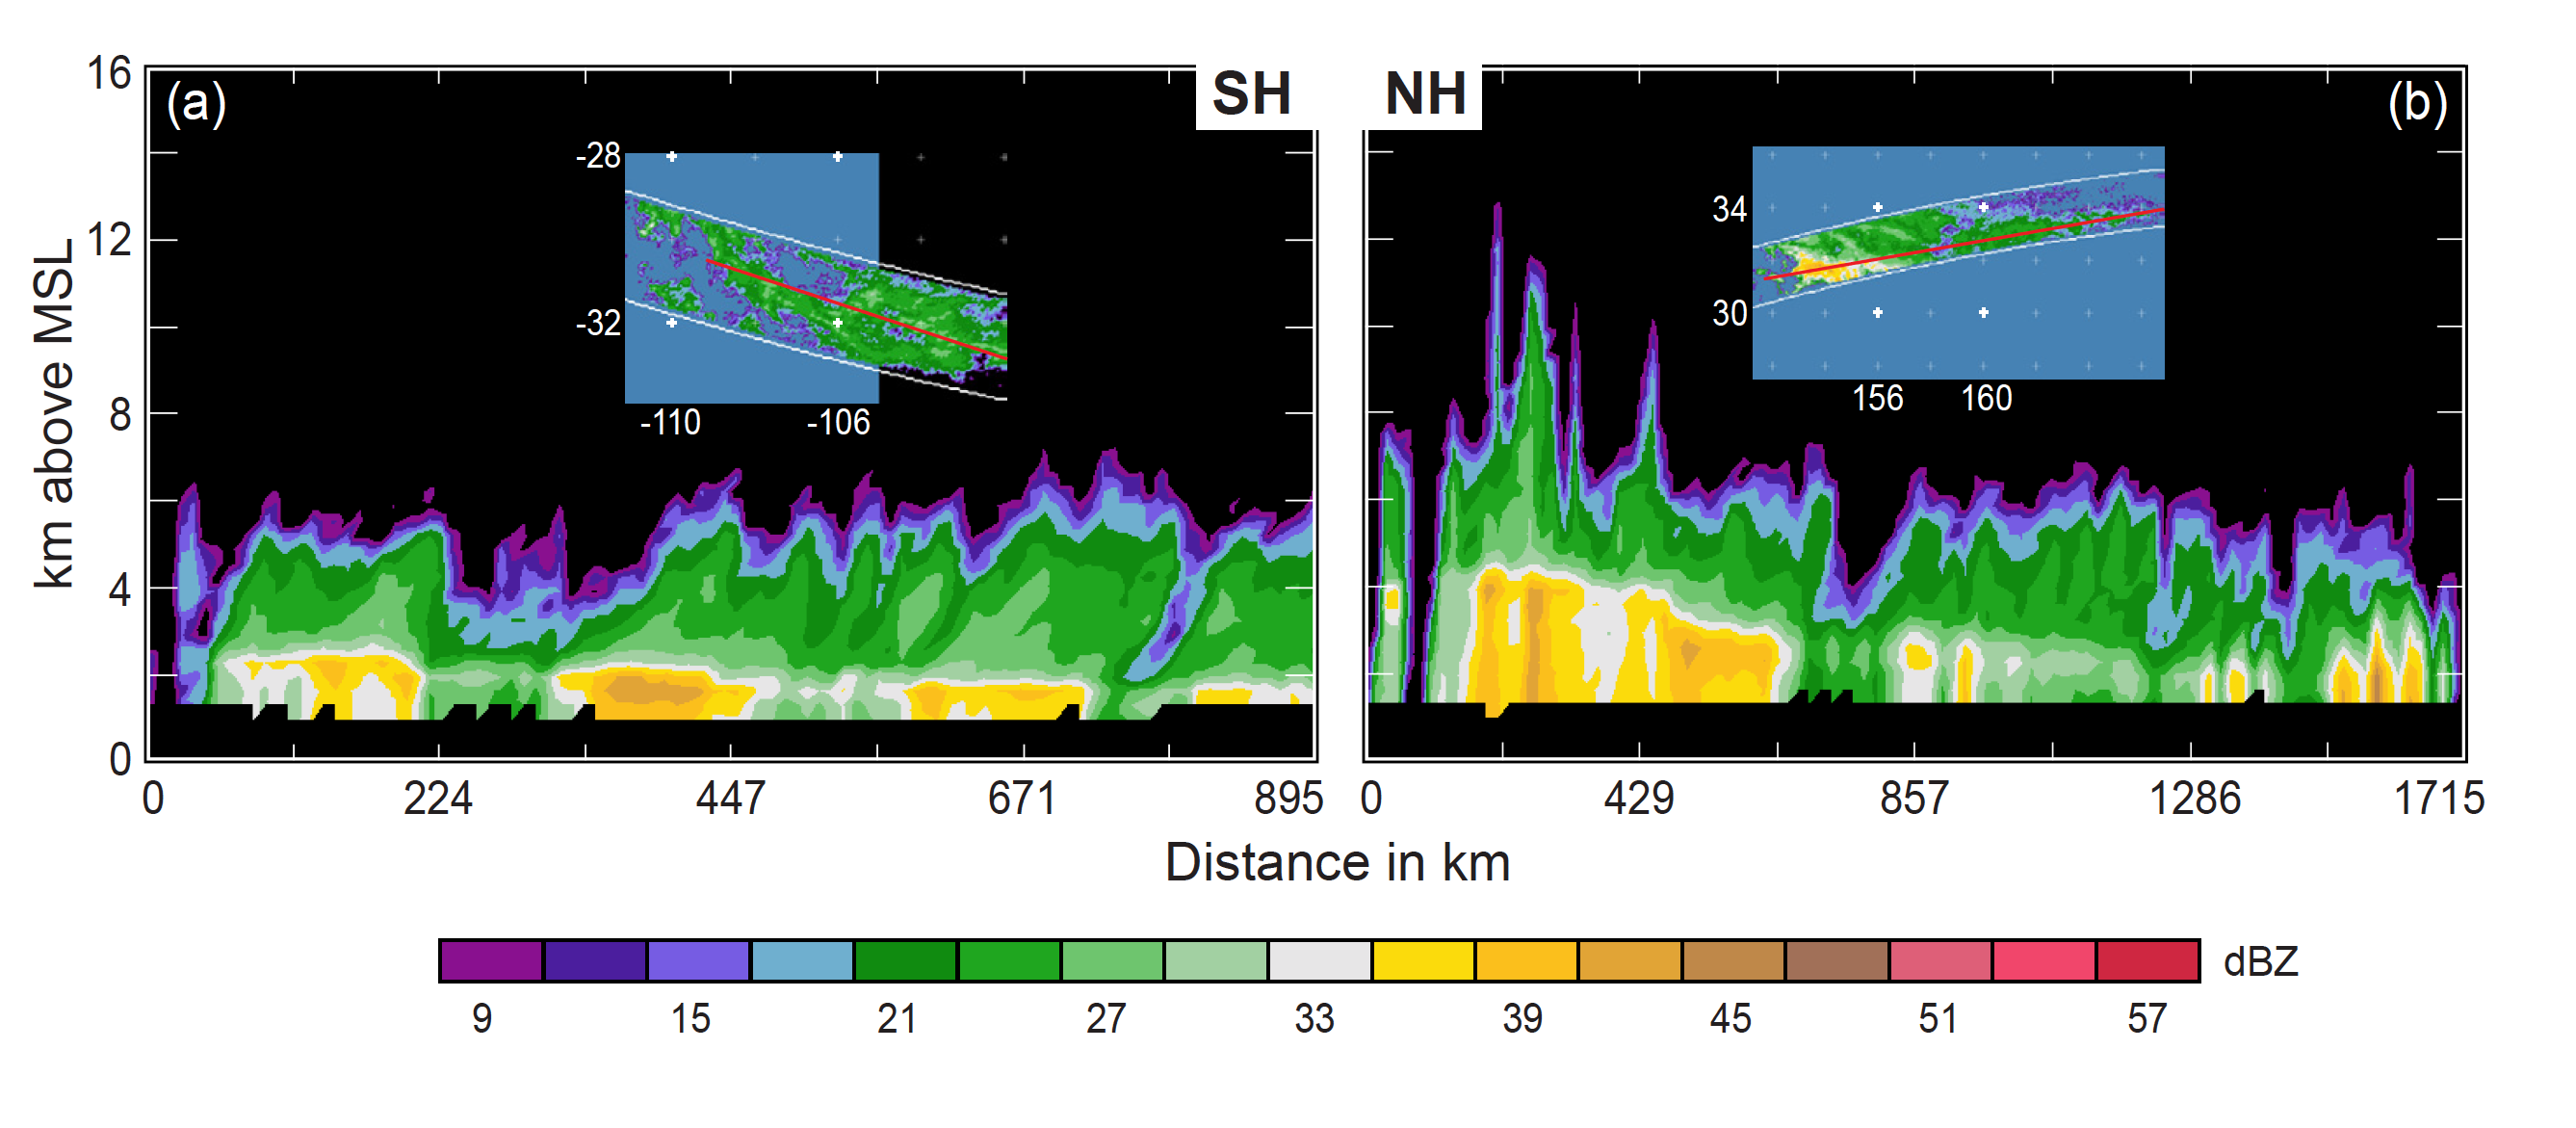 (a)
SH
NH
(b)
16
12
8
4
0
km above MSL
-28
-32
-110 -106
34
30
156 160
0 224 447 671 895
0 429 857 1286 1715
Distance in km
9 15 21 27 33 39 45 51 57
dBZ